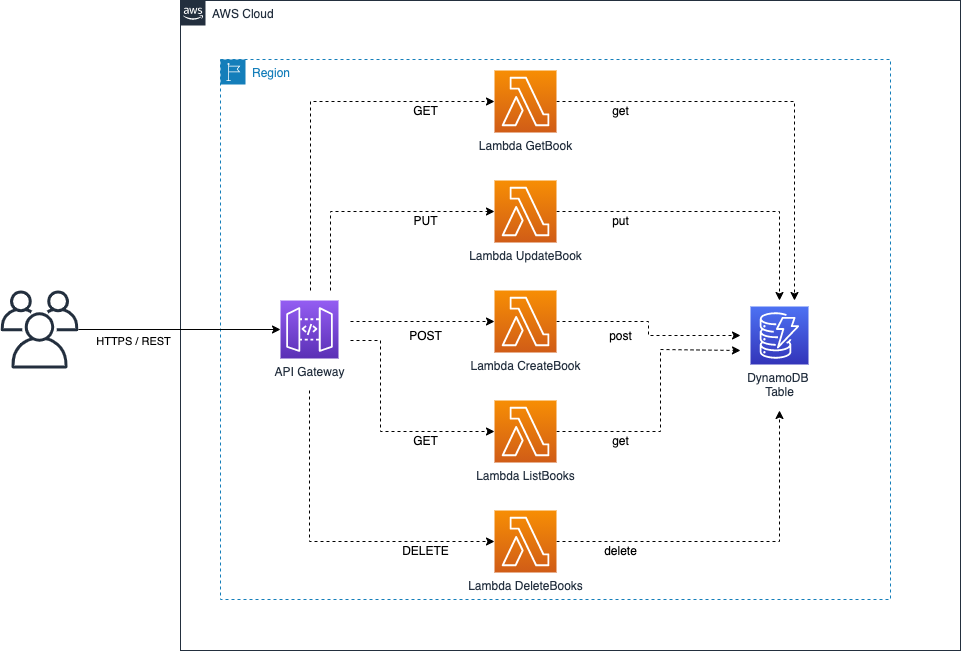 aws
AWS Cloud
Region
GET
get
Lambda GetBook
PUT
put
Lambda UpdateBook
HTTPS / REST
API Gateway
POST
post
Lambda CreateBook
DynamoDB
Table
GET
get
Lambda ListBooks
DELETE
delete
Lambda DeleteBooks